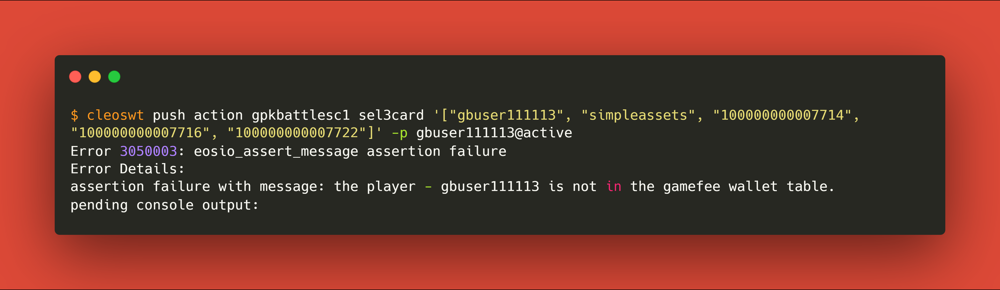 $ cleoswt push action gpkbattlesc1 sel3card '["gbuser111113", "simpleassets", "100000000007714",
"100000000007716", "100000000007722"]' -p gbuser111113@active
Error 3050003: eosio_assert_message assertion failure
Error Details:
assertion failure with message: the player - gbuser111113 is not in the gamefee wallet table.
pending console output: